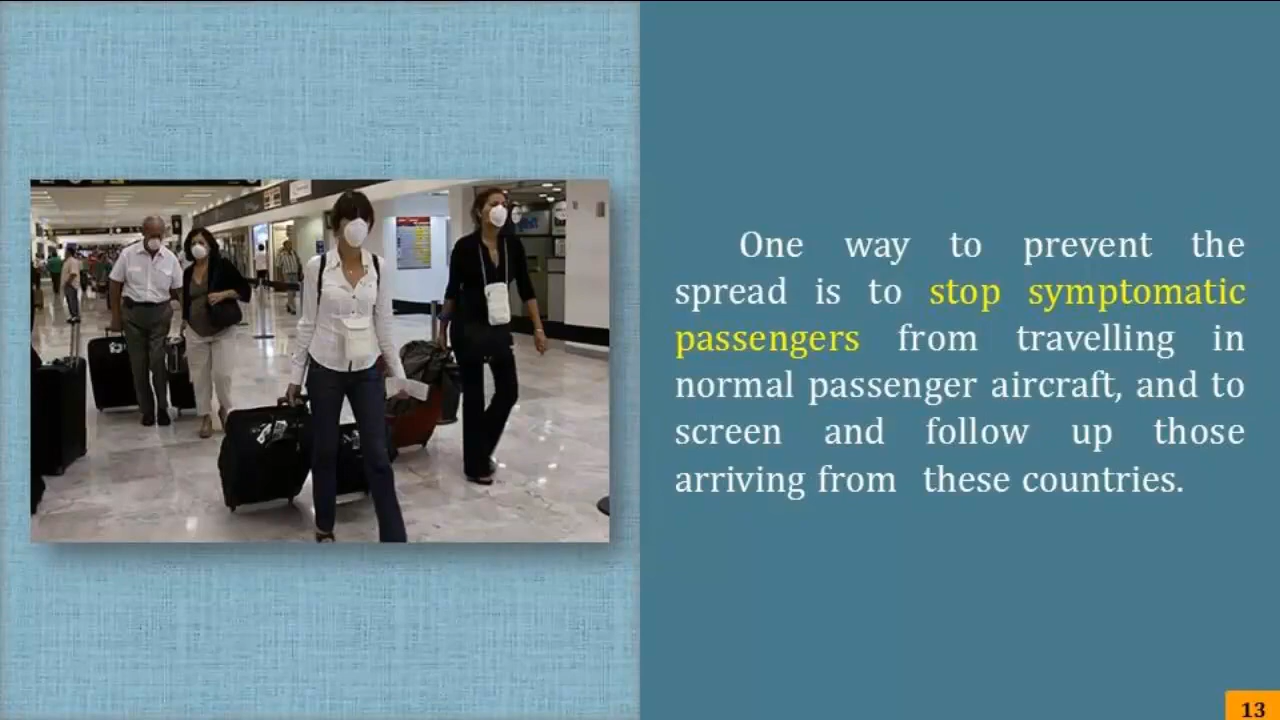 One way to prevent the
spread is to stop symptomatic
passengers from travelling in
normal passenger aircraft, and to
screen and follow up those
arriving from these countries.
13